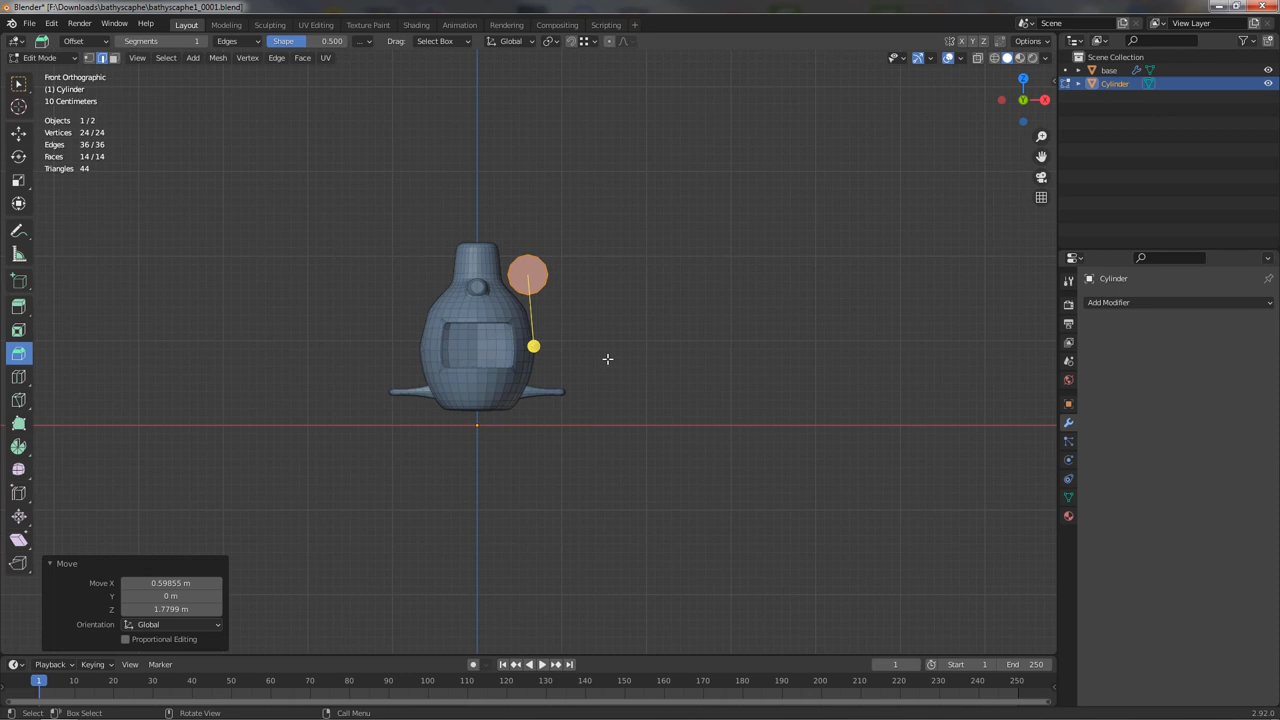 Blender* [F:\Downloads\bathyscaphe\bathyscaphe1_0001.blend]
File Edit Render Window Help Layout Modeling Sculpting UV Editing Texture Paint Shading Animation Rendering Compositing Scripting + Scene View Layer
Offset Segments 1 Edges Shape 0.500 ... Drag: Select Box Global X Y Z Options
Edit Mode View Select Add Mesh Vertex Edge Face UV
Front Orthographic
(1) Cylinder
10 Centimeters
Objects 1 / 2
Vertices 24 / 24
Edges 36 / 36
Faces 14 / 14
Triangles 44
Z
Y
X
Scene Collection
base
Cylinder
Cylinder
Add Modifier
Move
Move X 0.59855 m
Y 0 m
Z 1.7799 m
Orientation Global
Proportional Editing
Playback Keying View Marker 1 Start 1 End 250
1 10 20 30 40 50 60 70 80 90 100 110 120 130 140 150 160 170 180 190 200 210 220 230 240 250
Select Box Select Rotate View Call Menu 2.92.0